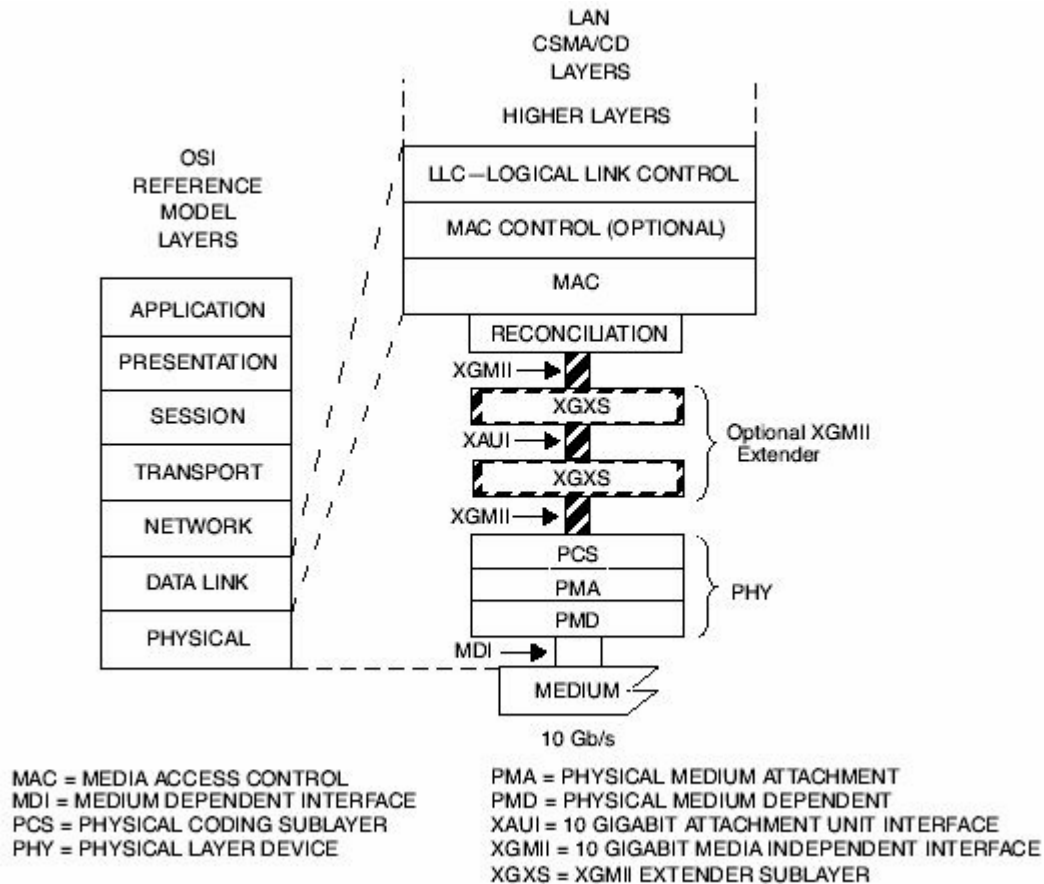 LAN
CSMA/CD
LAYERS
HIGHER LAYERS
OSI
REFERENCE
MODEL
LAYERS
LLC—LOGICAL LINK CONTROL
MAC CONTROL (OPTIONAL)
MAC
RECONCILIATION
APPLICATION
PRESENTATION
SESSION
TRANSPORT
NETWORK
DATA LINK
PHYSICAL
XGMII
XGXS
XAUI
XGXS
XGMII
Optional XGMII
Extender
PCS
PMA
PMD
PHY
MDI
MEDIUM
10 Gb/s
MAC = MEDIA ACCESS CONTROL
MDI = MEDIUM DEPENDENT INTERFACE
PCS = PHYSICAL CODING SUBLAYER
PHY = PHYSICAL LAYER DEVICE
PMA = PHYSICAL MEDIUM ATTACHMENT
PMD = PHYSICAL MEDIUM DEPENDENT
XAUI = 10 GIGABIT ATTACHMENT UNIT INTERFACE
XGMII = 10 GIGABIT MEDIA INDEPENDENT INTERFACE
XGXS = XGMII EXTENDER SUBLAYER